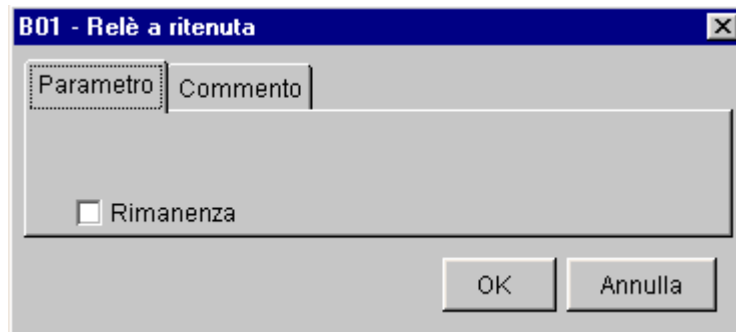 B01 - Relè a ritenuta
Parametro Commento
Rimanenza
OK Annulla